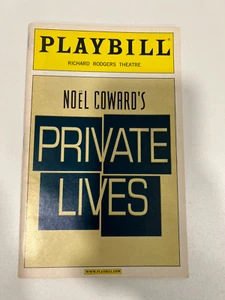 PLAYBILL
RICHARD RODGERS THEATRE
NOËL COWARD'S
PRIVATE
LIVES
WWW.PLAYBILL.COM